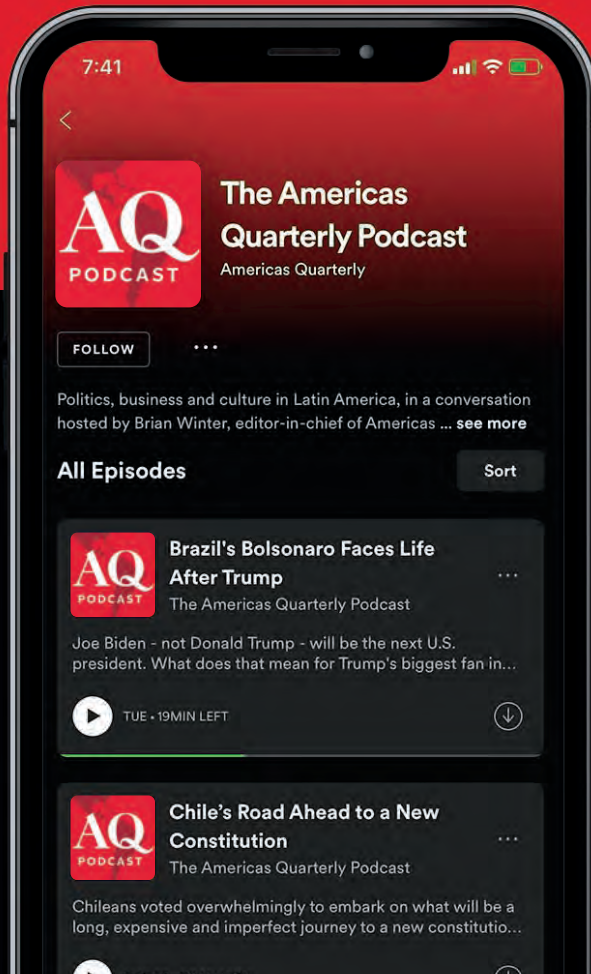 7:41
AQ
PODCAST
The Americas
Quarterly Podcast
Americas Quarterly
FOLLOW
Politics, business and culture in Latin America, in a conversation
hosted by Brian Winter, editor-in-chief of Americas ... see more
All Episodes
Sort
AQ
PODCAST
Brazil's Bolsonaro Faces Life
After Trump
The Americas Quarterly Podcast
Joe Biden - not Donald Trump - will be the next U.S.
president. What does that mean for Trump's biggest fan in...
TUE • 19MIN LEFT
AQ
PODCAST
Chile’s Road Ahead to a New
Constitution
The Americas Quarterly Podcast
Chileans voted overwhelmingly to embark on what will be a
long, expensive and imperfect journey to a new constitutio...